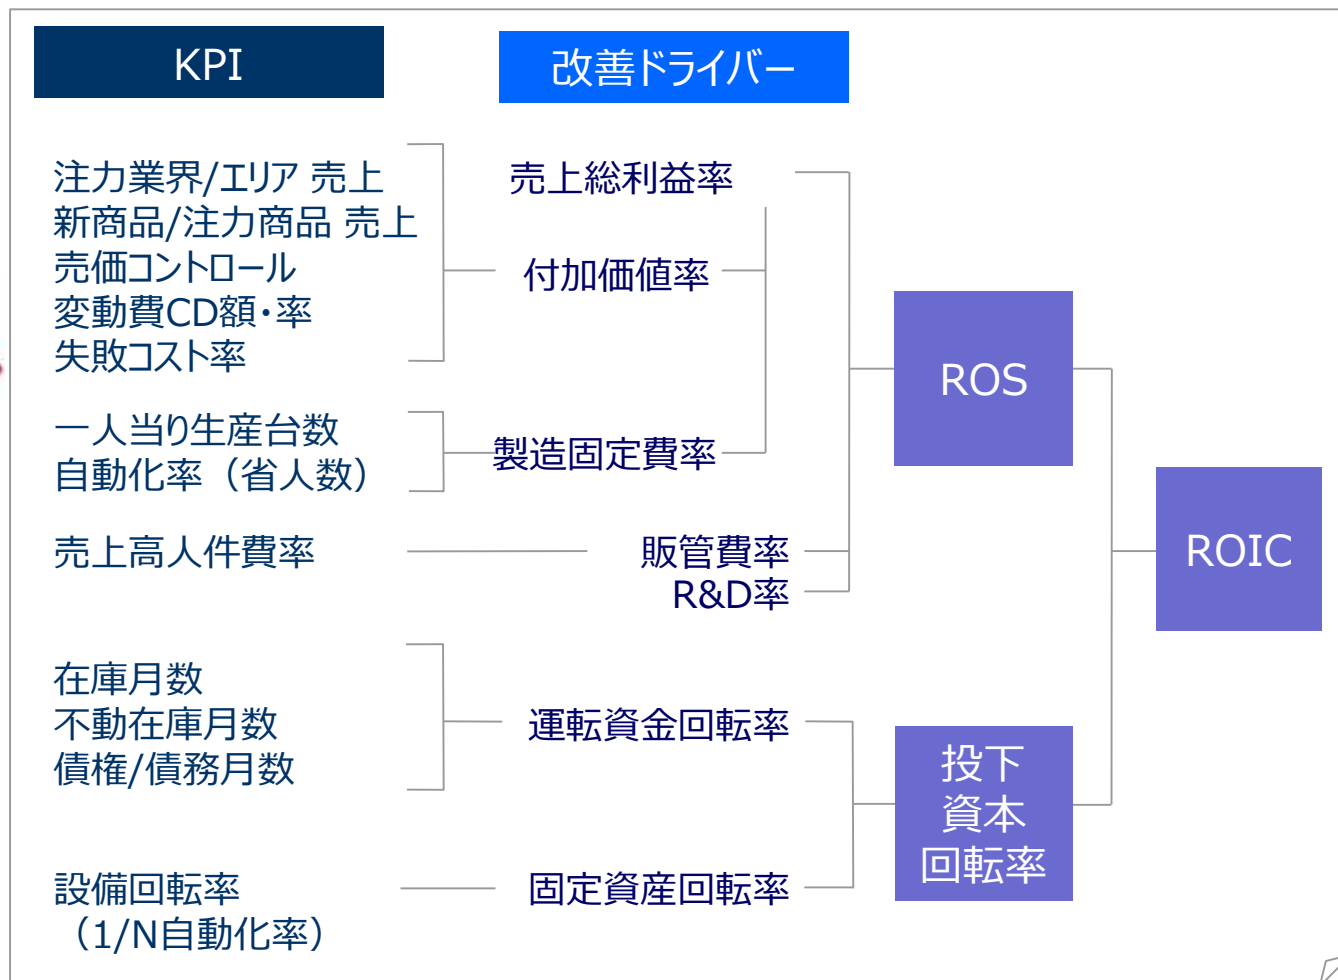 KPI
改善ドライバー
注力業界/エリア 売上
新商品/注力商品 売上
売価コントロール
変動費CD額・率
失敗コスト率
売上総利益率
付加価値率
一人当り生産台数
自動化率（省人数）
製造固定費率
売上高人件費率
販管費率
R&D率
ROS
ROIC
在庫月数
不動在庫月数
債権/債務月数
運転資金回転率
設備回転率
（1/N自動化率）
固定資産回転率
投下
資本
回転率